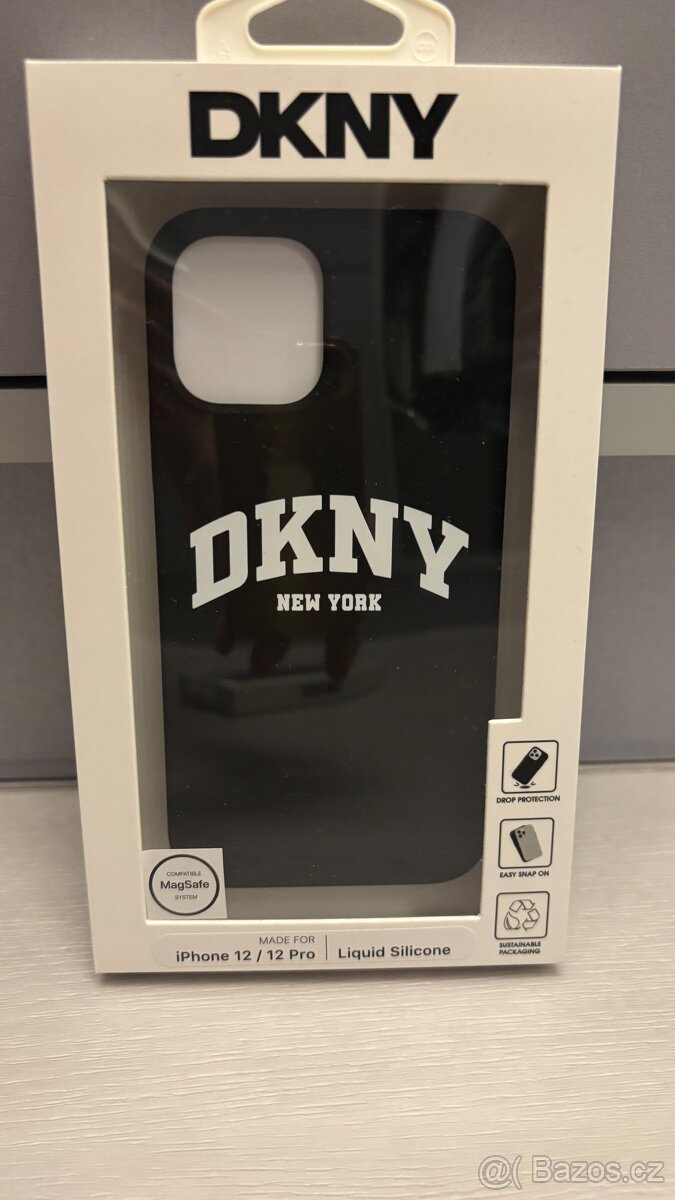 DKNY
DKNY
NEW YORK
DROP PROTECTION
EASY SNAP ON
SUSTAINABLE
PACKAGING
COMPATIBLE
MagSafe
SYSTEM
MADE FOR
iPhone 12 / 12 Pro
Liquid Silicone
@( Bazos.cz